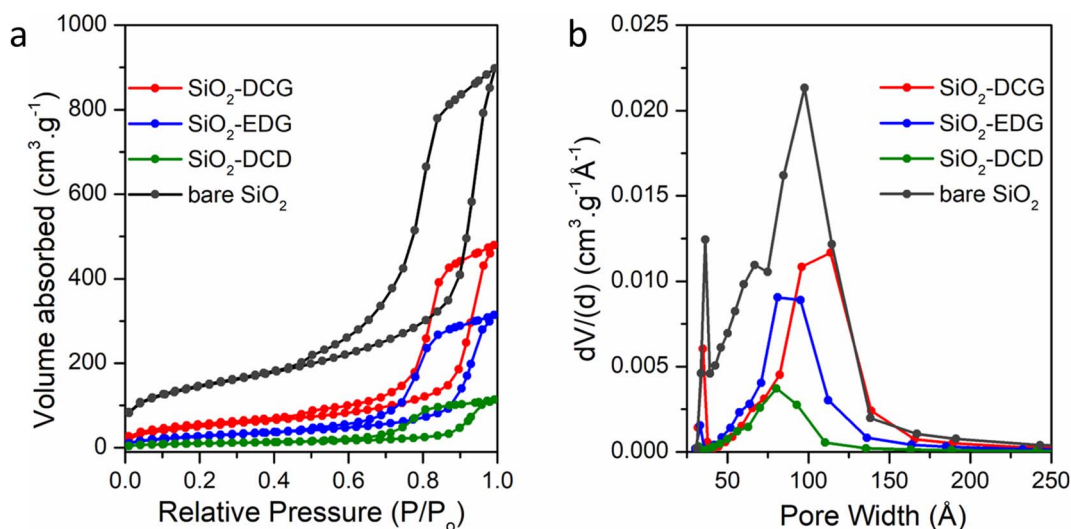 a
Volume absorbed (cm³.g⁻¹)
1000
800
600
400
200
0
SiO₂-DCG
SiO₂-EDG
SiO₂-DCD
bare SiO₂
0.0 0.2 0.4 0.6 0.8 1.0
Relative Pressure (P/Pₒ)
b
dV/(d) (cm³.g⁻¹Å⁻¹)
0.025
0.020
0.015
0.010
0.005
0.000
SiO₂-DCG
SiO₂-EDG
SiO₂-DCD
bare SiO₂
50 100 150 200 250
Pore Width (Å)